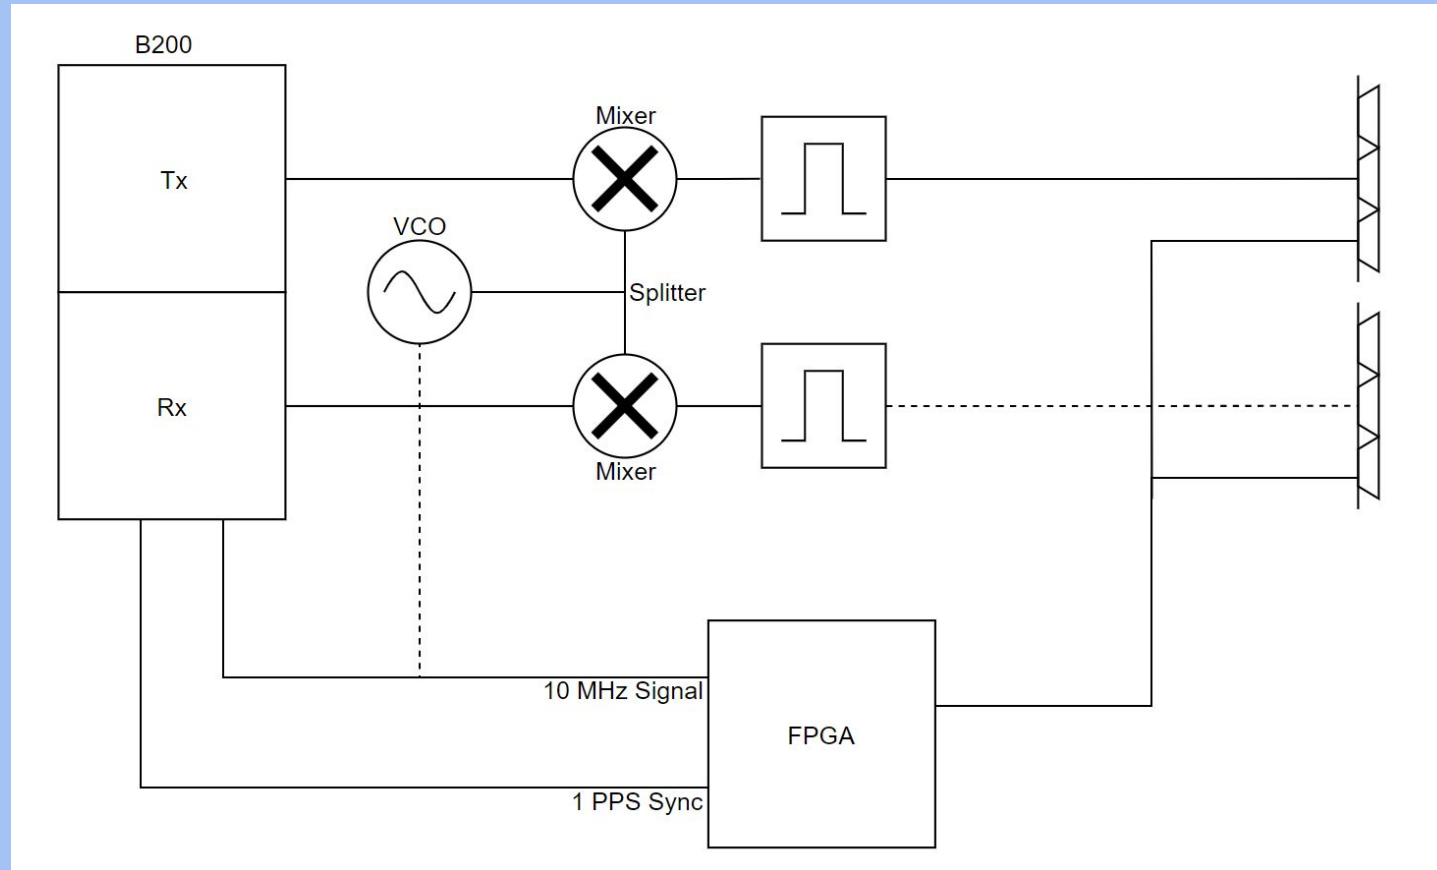 B200
Mixer
Tx
VCO
Splitter
Rx
Mixer
10 MHz Signal
FPGA
1 PPS Sync